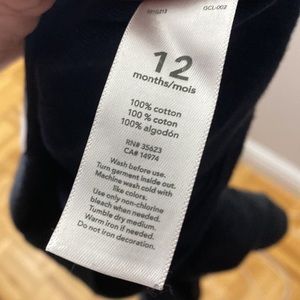 GCL-002
12
months/mois
100% cotton
100 % coton
100% algodón
RN# 35623
CA# 14974
Wash before use.
Turn garment inside out.
Machine wash cold with
like colors.
Use only non-chlorine
bleach when needed.
Tumble dry medium.
Warm iron if needed.
Do not iron decoration.